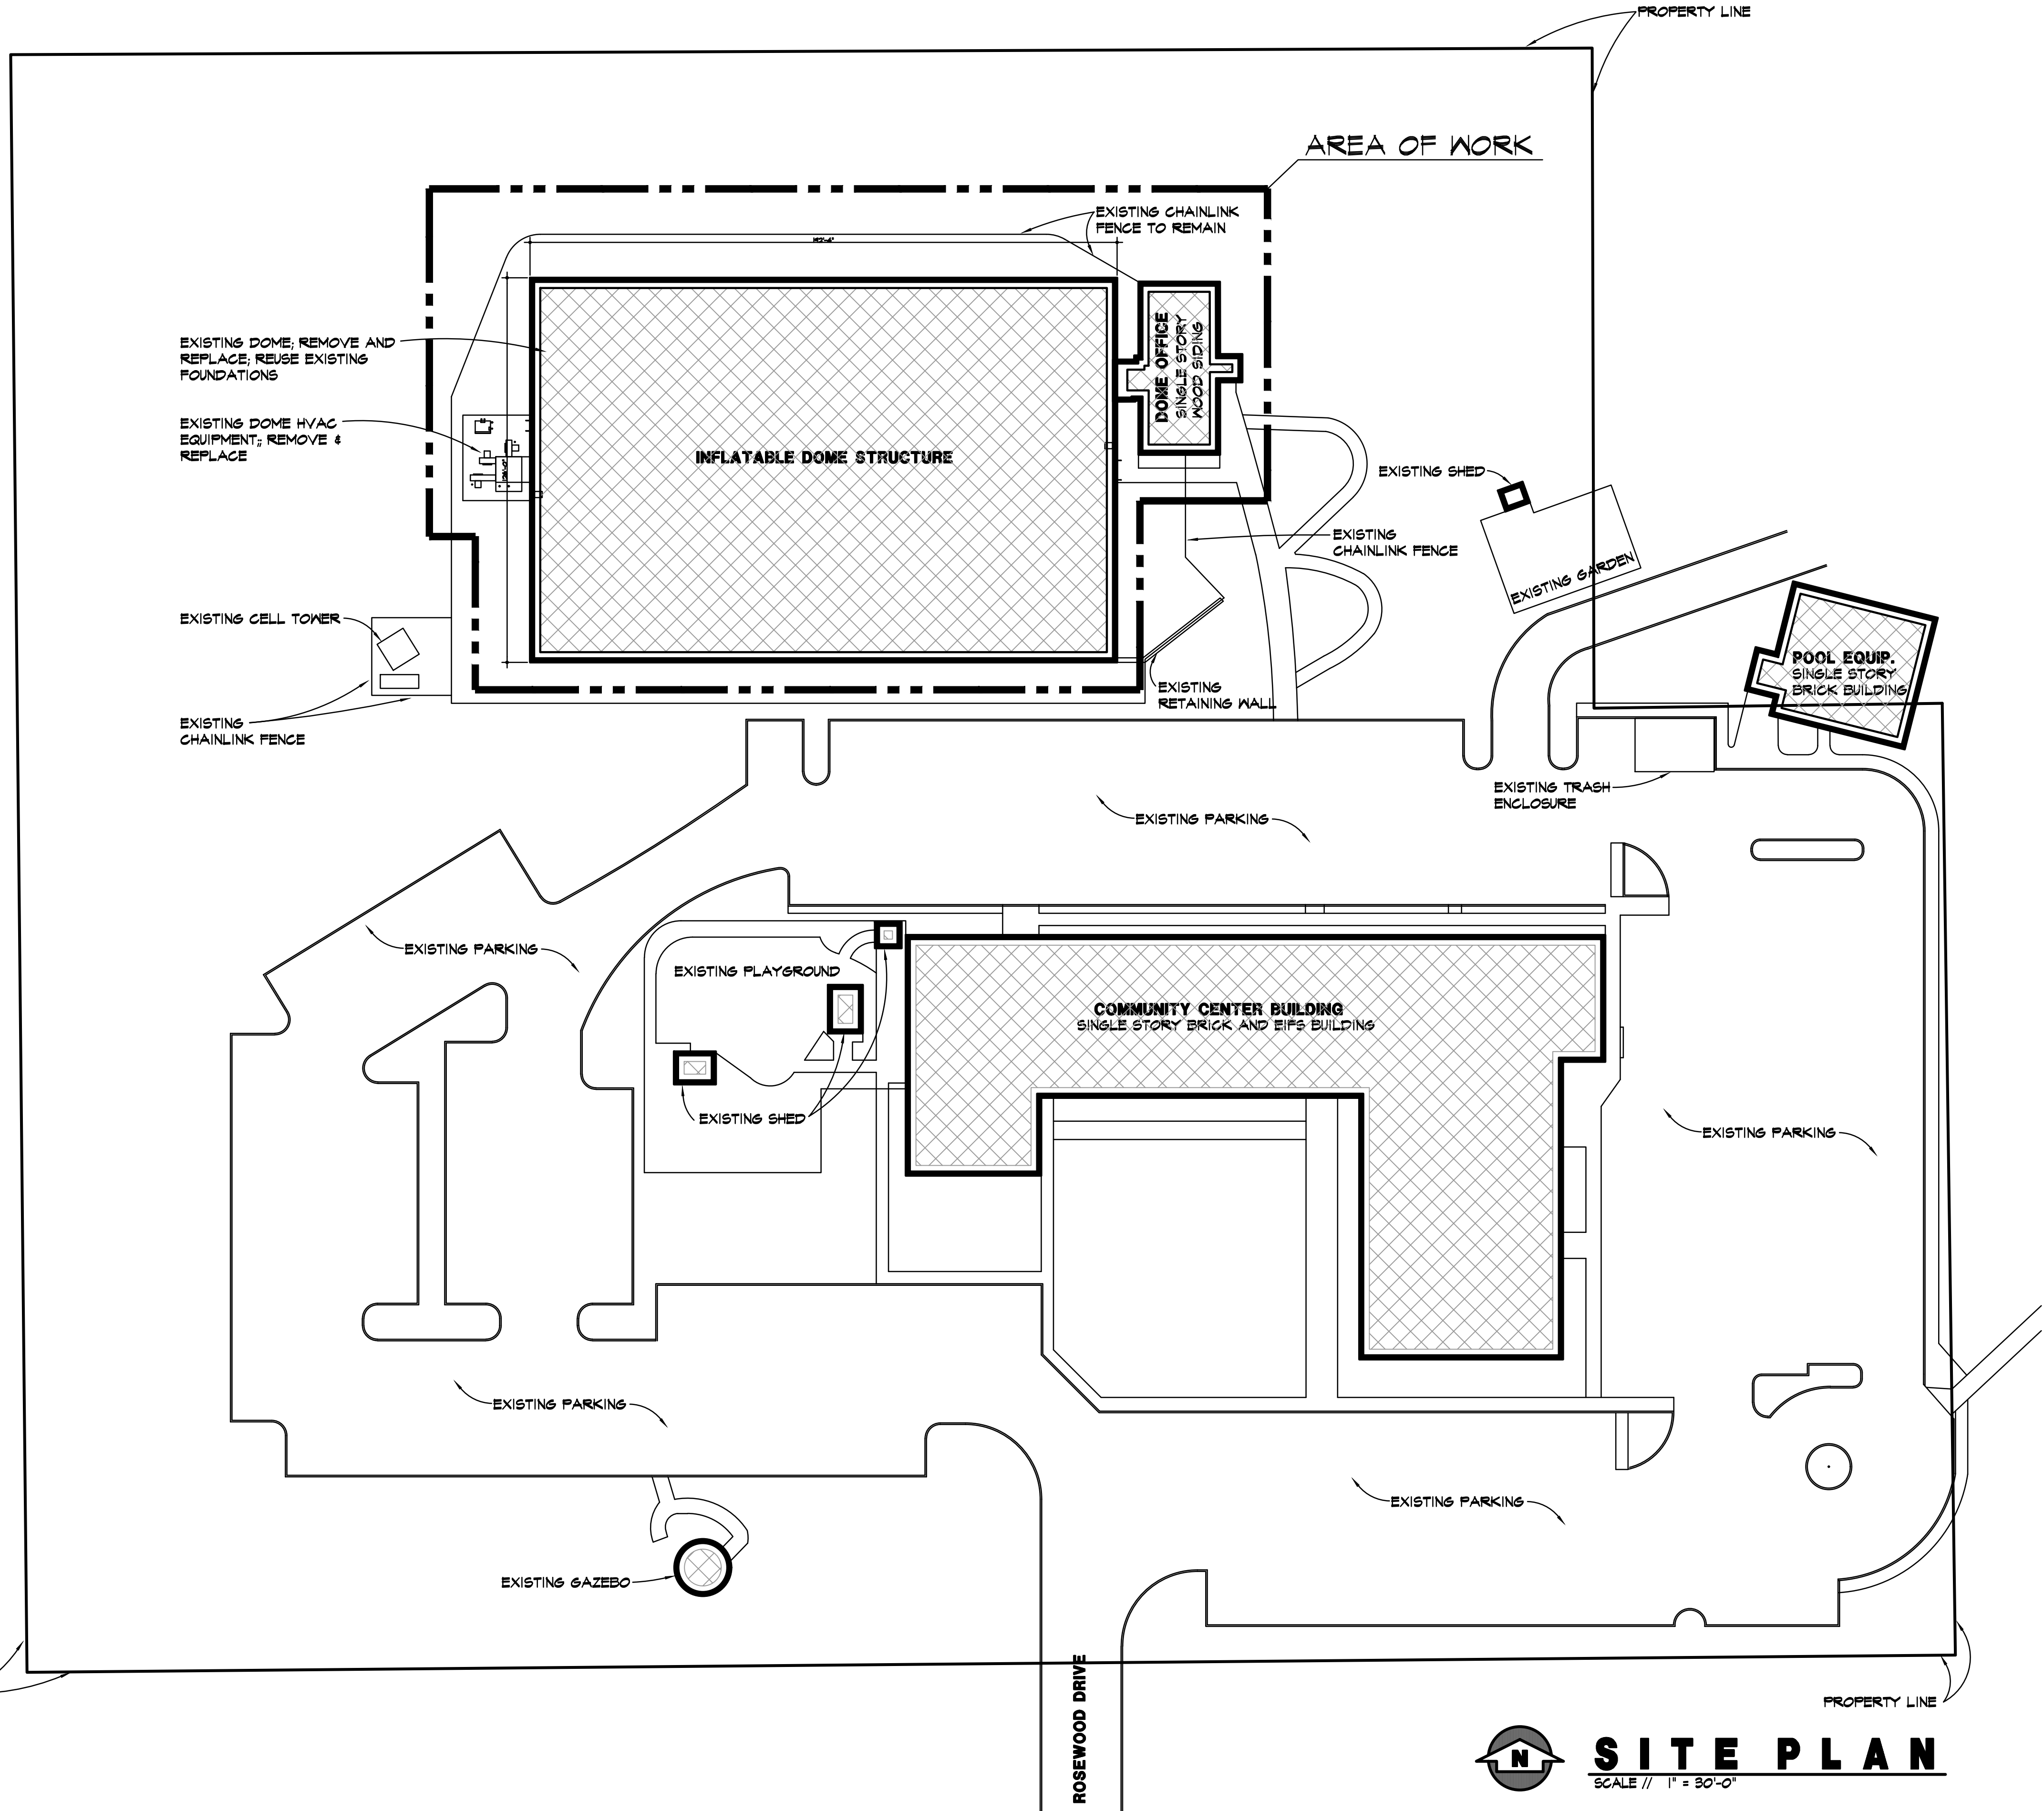 PROPERTY LINE
AREA OF WORK
EXISTING CHAINLINK
FENCE TO REMAIN
EXISTING DOME; REMOVE AND
REPLACE; REUSE EXISTING
FOUNDATIONS
DOME OFFICE
SINGLE STORY
WOOD SIDING
EXISTING DOME HVAC
EQUIPMENT;; REMOVE &
REPLACE
INFLATABLE DOME STRUCTURE
EXISTING SHED
EXISTING
CHAINLINK FENCE
EXISTING GARDEN
EXISTING CELL TOWER
POOL EQUIP.
SINGLE STORY
BRICK BUILDING
EXISTING
RETAINING WALL
EXISTING
CHAINLINK FENCE
EXISTING TRASH
ENCLOSURE
EXISTING PARKING
EXISTING PARKING
EXISTING PLAYGROUND
COMMUNITY CENTER BUILDING
SINGLE STORY BRICK AND EIFS BUILDING
EXISTING SHED
EXISTING PARKING
EXISTING PARKING
EXISTING PARKING
EXISTING GAZEBO
ROSEWOOD DRIVE
PROPERTY LINE
N
SITE PLAN
SCALE // 1" = 30'-0"